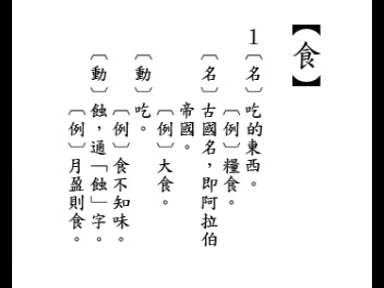 【食】
1〔名〕吃的東西。
〔例〕糧食。
〔名〕古國名，即阿拉伯
帝國。
〔例〕大食。
〔動〕吃。
〔例〕食不知味。
〔動〕蝕，通「蝕」字。
〔例〕月盈則食。